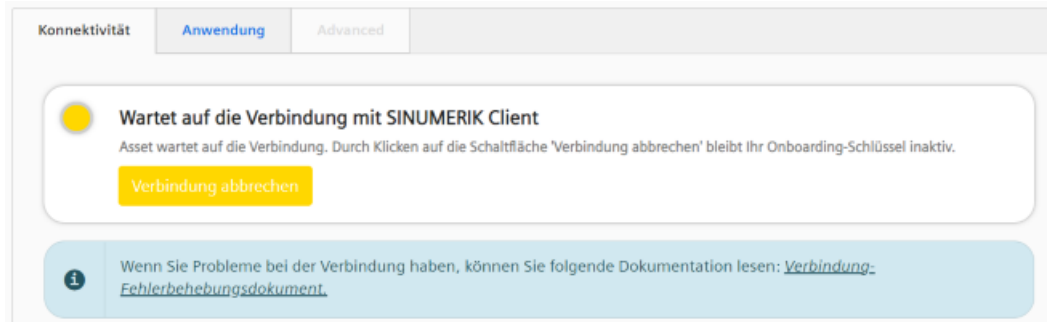 Konnektivität Anwendung Advanced
Wartet auf die Verbindung mit SINUMERIK Client
Asset wartet auf die Verbindung. Durch Klicken auf die Schaltfläche 'Verbindung abbrechen' bleibt Ihr Onboarding-Schlüssel inaktiv.
Verbindung abbrechen
Wenn Sie Probleme bei der Verbindung haben, können Sie folgende Dokumentation lesen: Verbindung-
Fehlerbehebungsdokument.